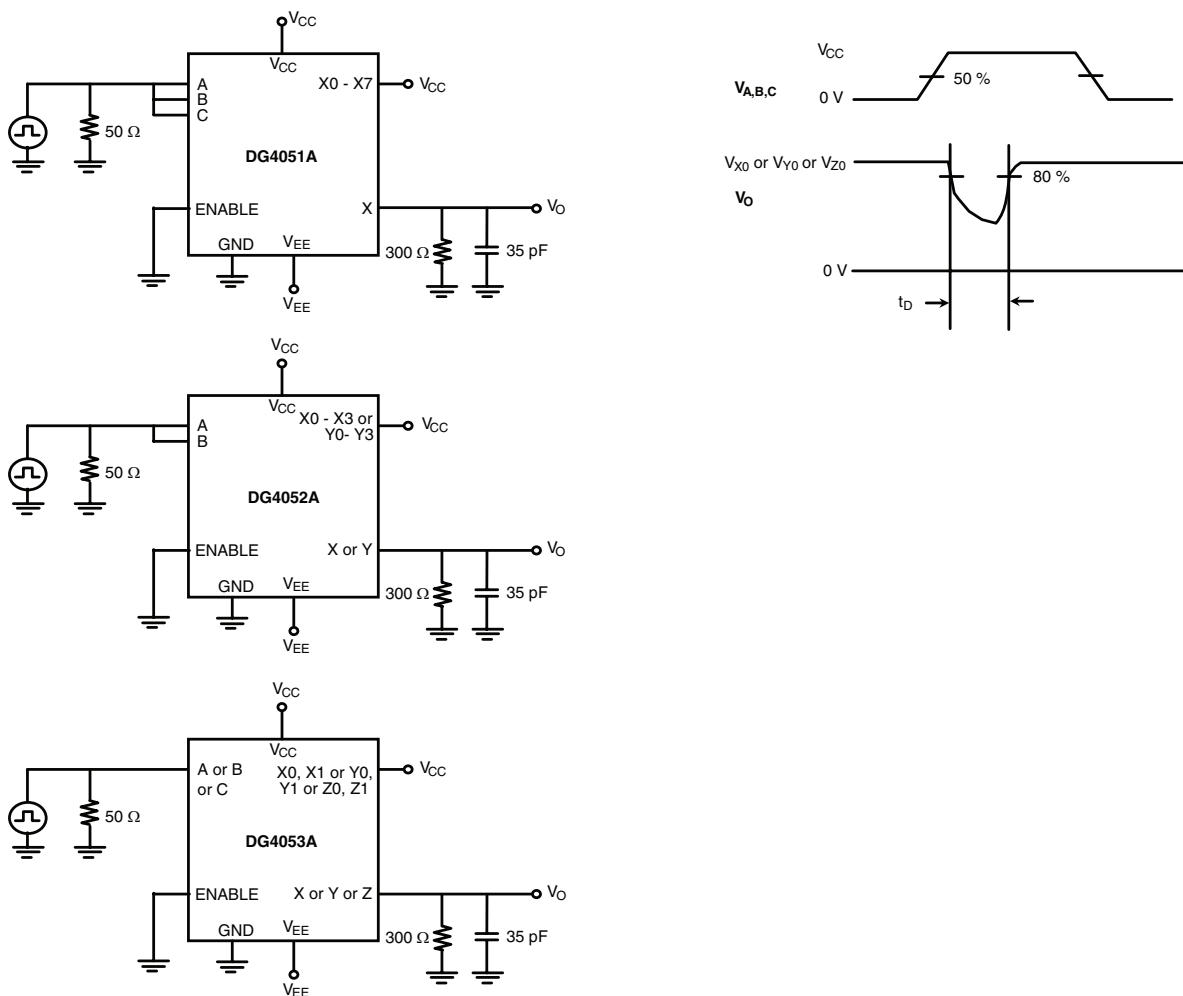 VCC
VCC
A
B
C
X0 - X7
VCC
50 Ω
DG4051A
ENABLE
X
VO
GND
VEE
300 Ω
35 pF
VEE
VCC
VCC
A
B
X0 - X3 or
Y0- Y3
VCC
50 Ω
DG4052A
ENABLE
X or Y
VO
GND
VEE
300 Ω
35 pF
VEE
VCC
VCC
A or B
or C
X0, X1 or Y0,
Y1 or Z0, Z1
VCC
50 Ω
DG4053A
ENABLE
X or Y or Z
VO
GND
VEE
300 Ω
35 pF
VEE
VCC
VA,B,C
50 %
0 V
VX0 or VY0 or VZ0
VO
80 %
0 V
tD